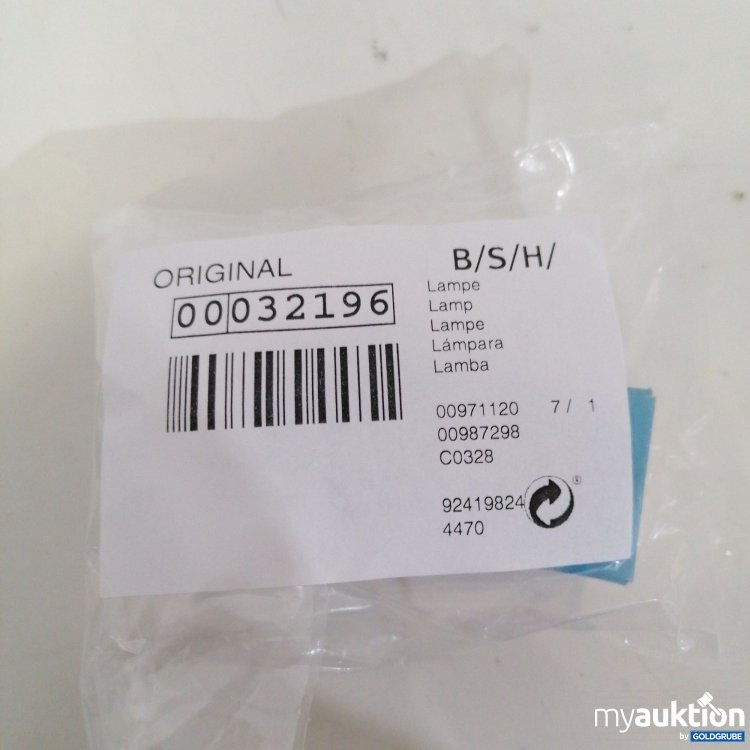 ORIGINAL
00032196
B/S/H/
Lampe
Lamp
Lampe
Lámpara
Lamba
00971120 7 / 1
00987298
C0328
92419824
4470
myauktion
by GOLDGRUBE